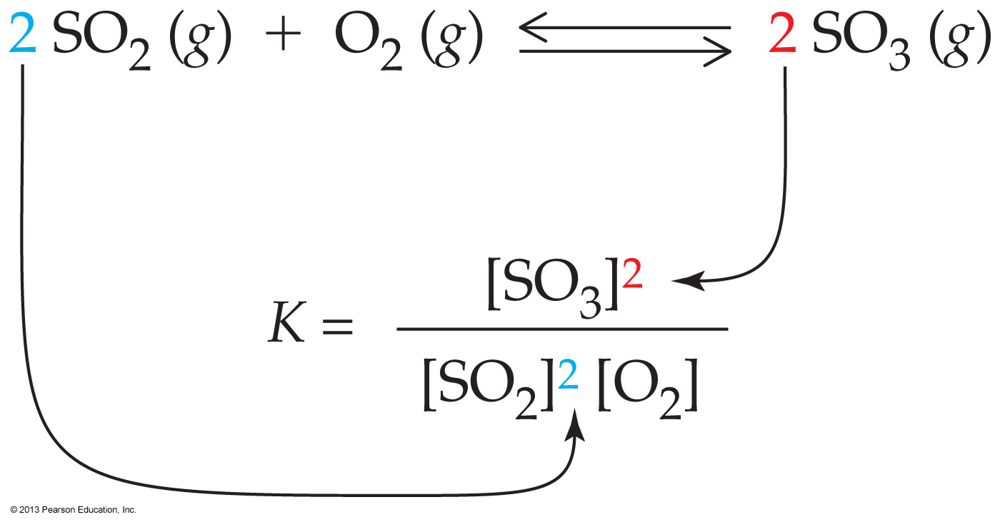 2 SO₂ (g) + O₂ (g) ⇄ 2 SO₃ (g)
[SO₃]²
K =
[SO₂]² [O₂]
© 2013 Pearson Education, Inc.